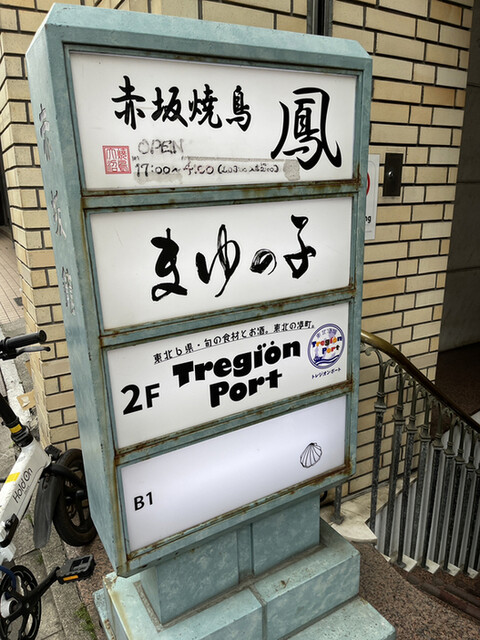 赤坂焼鳥 鳳
OPEN
17:00~4:00
まゆの子
東北6県・旬の食材とお酒。東北の港町。
2F Tregion Port
Tregion Port
トレジオンポート
B1
Hold On